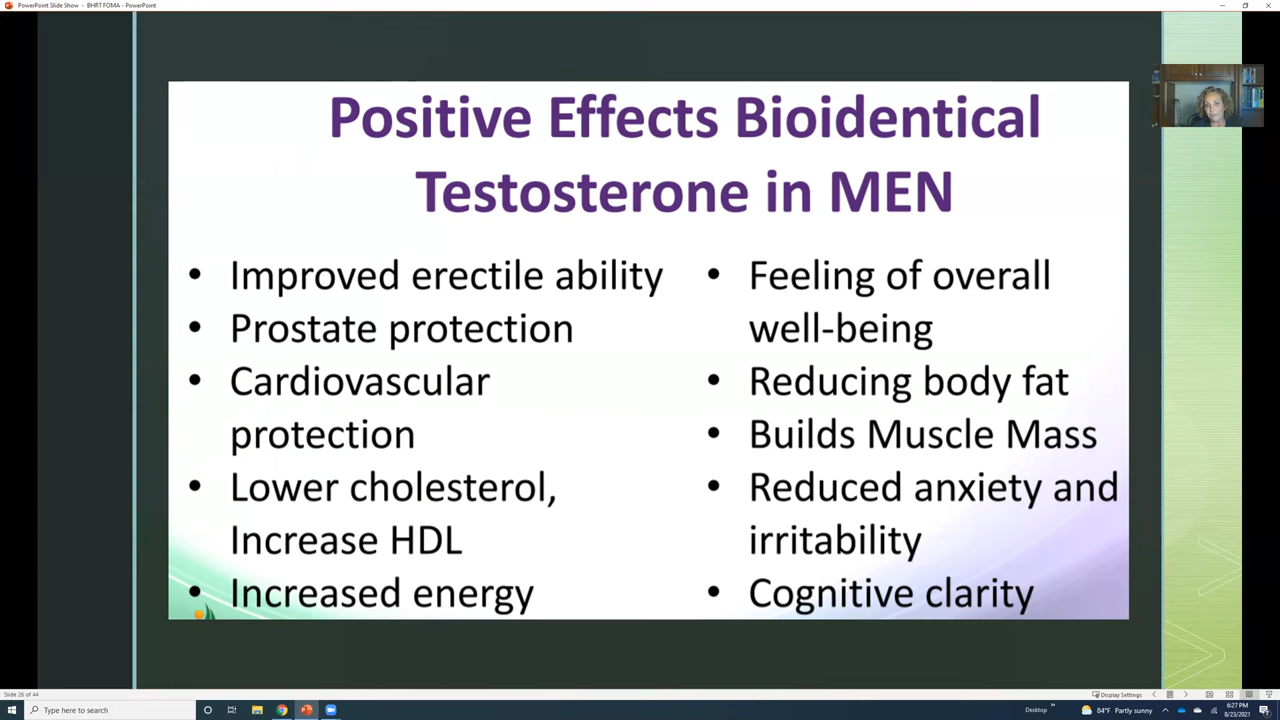 PowerPoint Slide Show - BHRT FOMA - PowerPoint
Positive Effects Bioidentical
Testosterone in MEN
• Improved erectile ability
• Prostate protection
• Cardiovascular
protection
• Lower cholesterol,
Increase HDL
• Increased energy
• Feeling of overall
well-being
• Reducing body fat
• Builds Muscle Mass
• Reduced anxiety and
irritability
• Cognitive clarity
Slide 26 of 44
Display Settings
Type here to search
Desktop
84°F Partly sunny
6:27 PM
8/23/2021